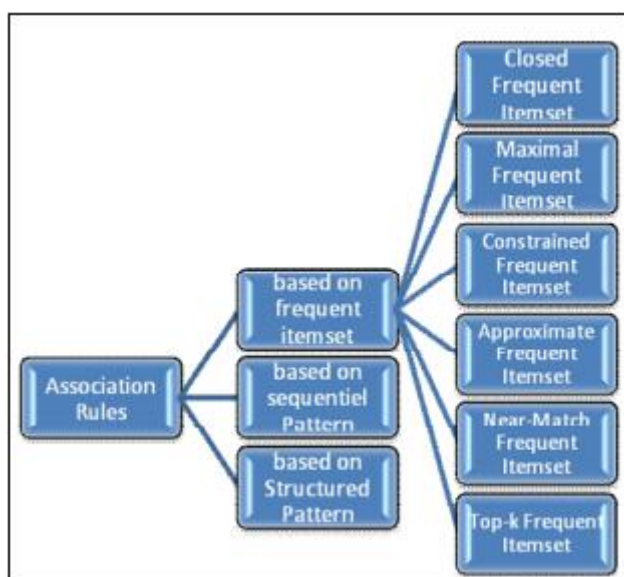 Association
Rules
based on
frequent
itemset
based on
sequentiel Pattern
based on
Structured
Pattern
Closed
Frequent
Itemset
Maximal
Frequent
Itemset
Constrained
Frequent
Itemset
Approximate
Frequent
Itemset
Near-Match
Frequent
Itemset
Top-k Frequent
Itemset